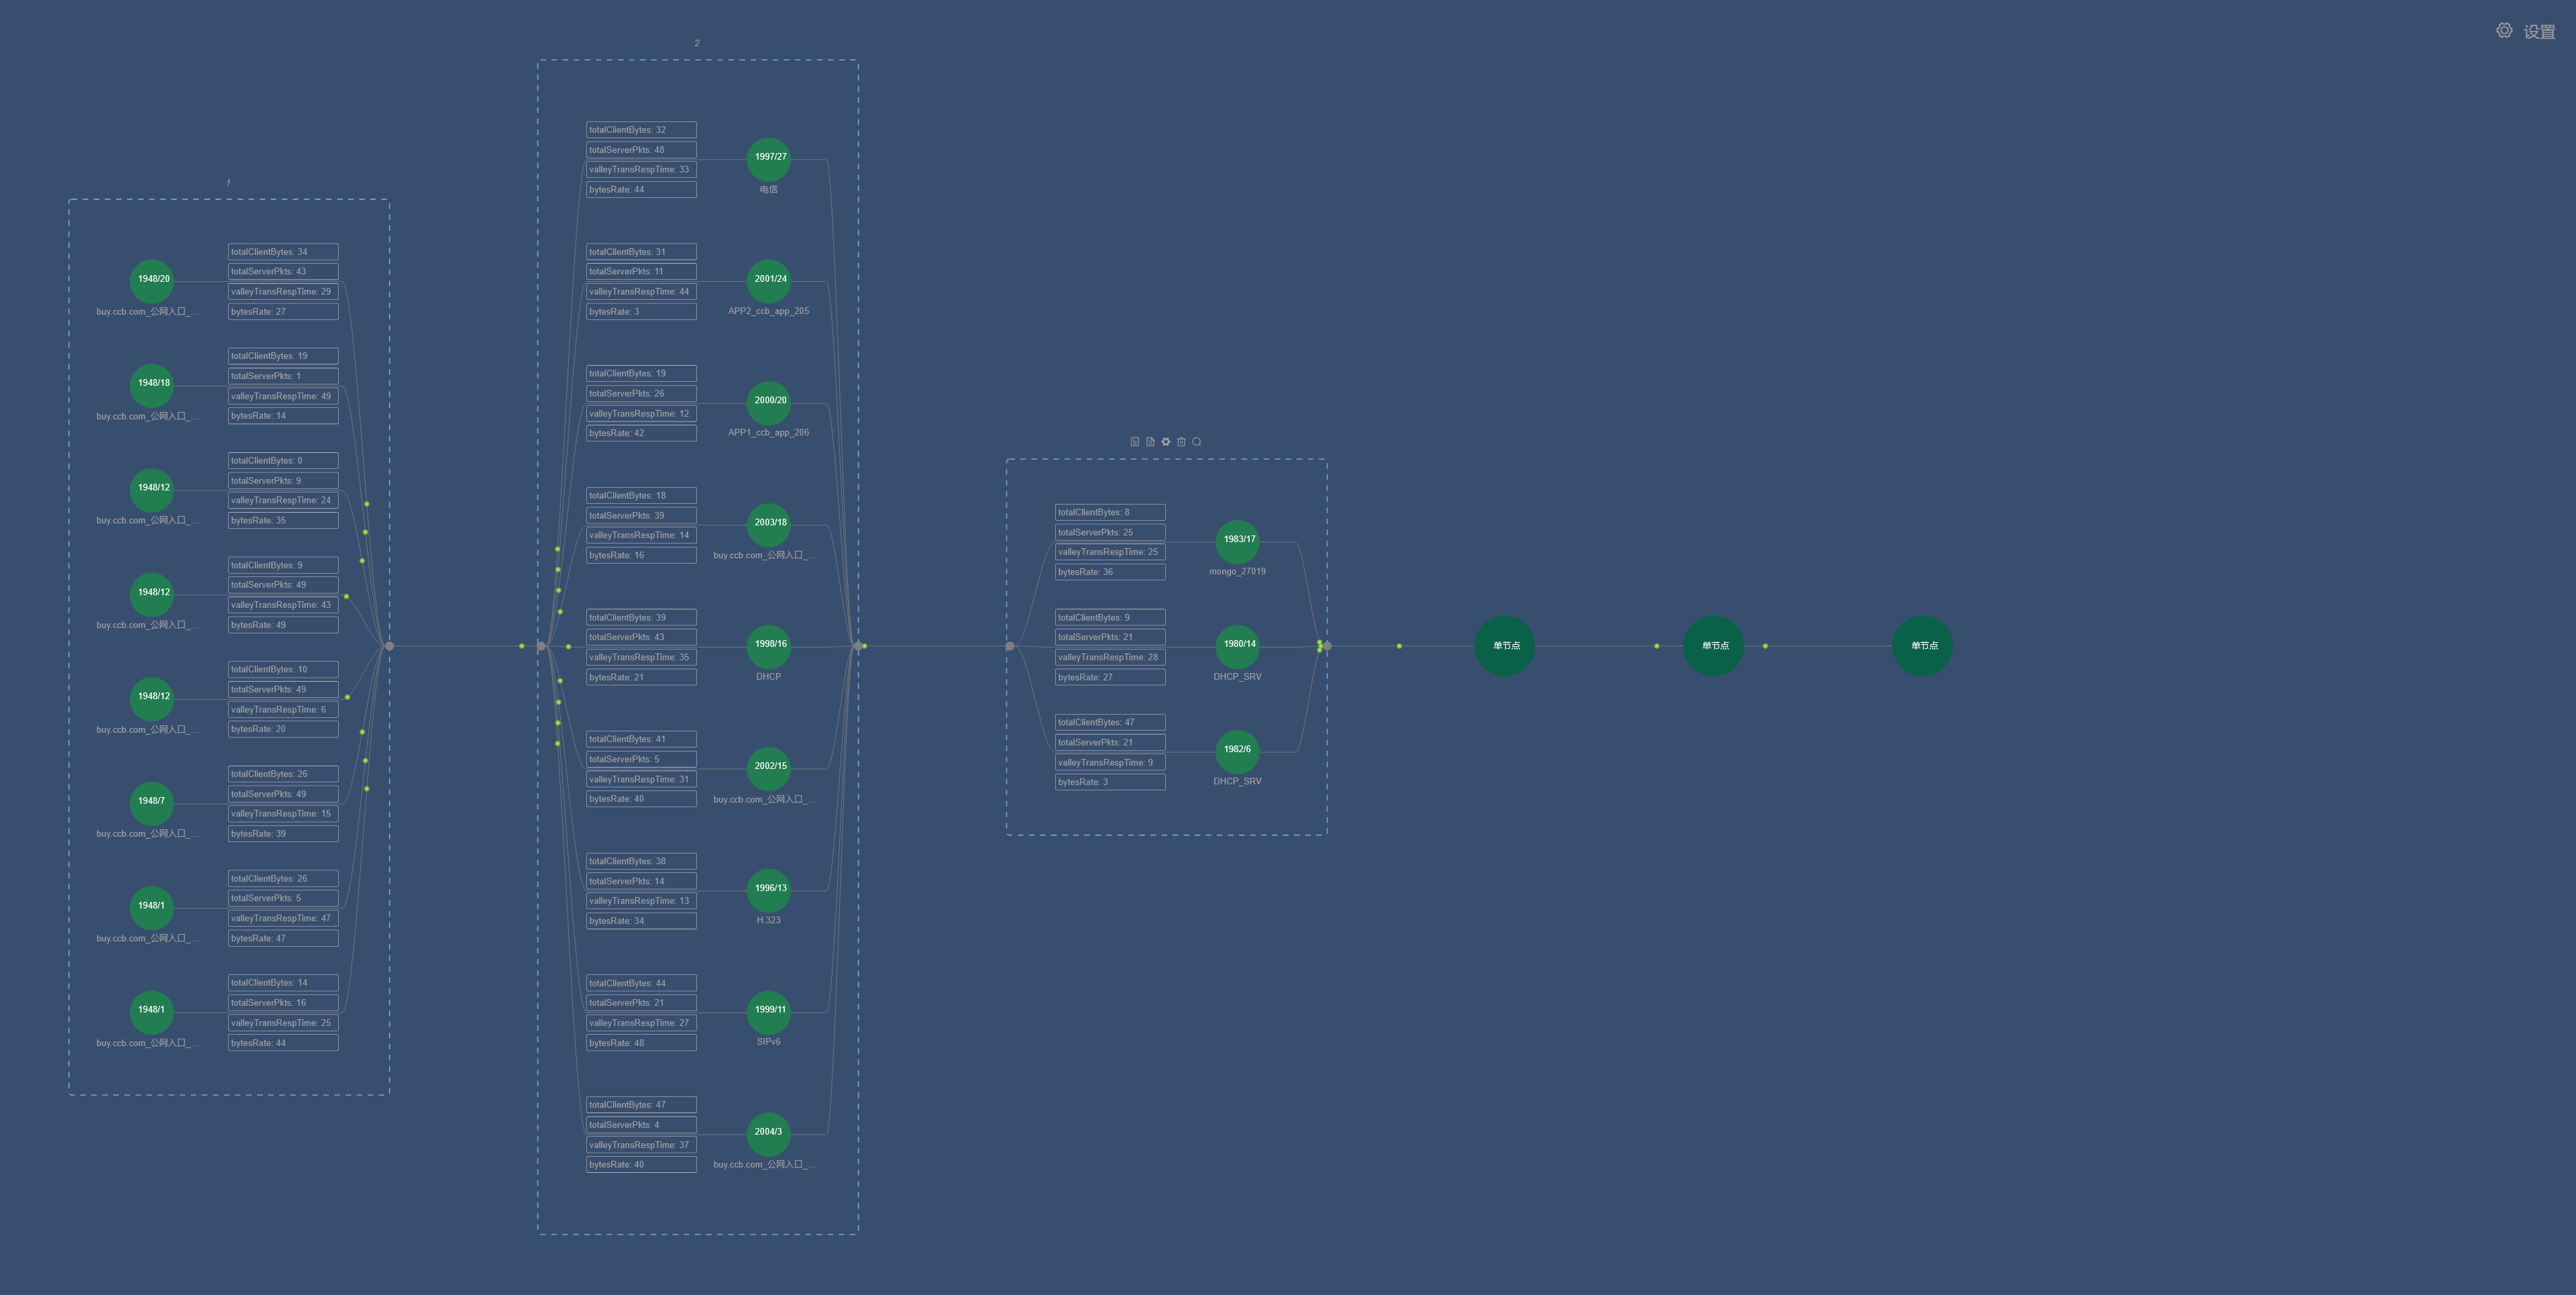 设置
1
totalClientBytes: 34
totalServerPkts: 43
1948/20
valleyTransRespTime: 29
buy.ccb.com_公网入口_...
bytesRate: 27
totalClientBytes: 19
totalServerPkts: 1
1948/18
valleyTransRespTime: 49
buy.ccb.com_公网入口_...
bytesRate: 14
totalClientBytes: 0
totalServerPkts: 9
1948/12
valleyTransRespTime: 24
buy.ccb.com_公网入口_...
bytesRate: 35
totalClientBytes: 9
totalServerPkts: 49
1948/12
valleyTransRespTime: 43
buy.ccb.com_公网入口_...
bytesRate: 49
totalClientBytes: 10
totalServerPkts: 49
1948/12
valleyTransRespTime: 6
buy.ccb.com_公网入口_...
bytesRate: 20
totalClientBytes: 26
totalServerPkts: 49
1948/7
valleyTransRespTime: 15
buy.ccb.com_公网入口_...
bytesRate: 39
totalClientBytes: 26
totalServerPkts: 5
1948/1
valleyTransRespTime: 47
buy.ccb.com_公网入口_...
bytesRate: 47
totalClientBytes: 14
totalServerPkts: 16
1948/1
valleyTransRespTime: 25
buy.ccb.com_公网入口_...
bytesRate: 44
2
totalClientBytes: 32
totalServerPkts: 48
1997/27
valleyTransRespTime: 33
bytesRate: 44
电信
totalClientBytes: 31
totalServerPkts: 11
2001/24
valleyTransRespTime: 44
bytesRate: 3
APP2_ccb_app_205
totalClientBytes: 19
totalServerPkts: 26
2000/20
valleyTransRespTime: 12
bytesRate: 42
APP1_ccb_app_206
totalClientBytes: 18
totalServerPkts: 39
2003/18
valleyTransRespTime: 14
bytesRate: 16
buy.ccb.com_公网入口_...
totalClientBytes: 39
totalServerPkts: 43
1998/16
valleyTransRespTime: 35
bytesRate: 21
DHCP
totalClientBytes: 41
totalServerPkts: 5
2002/15
valleyTransRespTime: 31
bytesRate: 40
buy.ccb.com_公网入口_...
totalClientBytes: 38
totalServerPkts: 14
1996/13
valleyTransRespTime: 13
bytesRate: 34
H.323
totalClientBytes: 44
totalServerPkts: 21
1999/11
valleyTransRespTime: 27
bytesRate: 48
SIPv6
totalClientBytes: 47
totalServerPkts: 4
2004/3
valleyTransRespTime: 37
bytesRate: 40
buy.ccb.com_公网入口_...
totalClientBytes: 8
totalServerPkts: 25
1983/17
valleyTransRespTime: 25
bytesRate: 36
mongo_27019
totalClientBytes: 9
totalServerPkts: 21
1980/14
valleyTransRespTime: 28
bytesRate: 27
DHCP_SRV
totalClientBytes: 47
totalServerPkts: 21
1982/6
valleyTransRespTime: 9
bytesRate: 3
DHCP_SRV
单节点
单节点
单节点